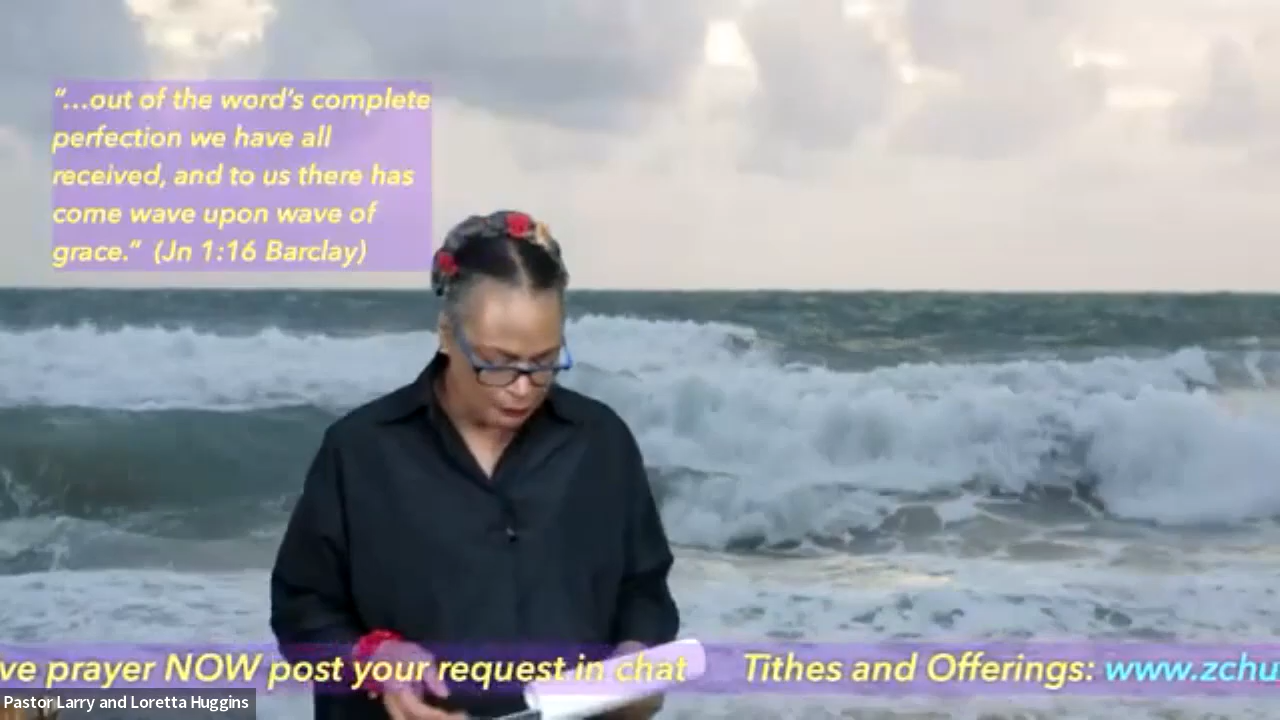 “...out of the word’s complete
perfection we have all
received, and to us there has
come wave upon wave of
grace.” (Jn 1:16 Barclay)
ve prayer NOW post your request in chat Tithes and Offerings: www.zchu
Pastor Larry and Loretta Huggins